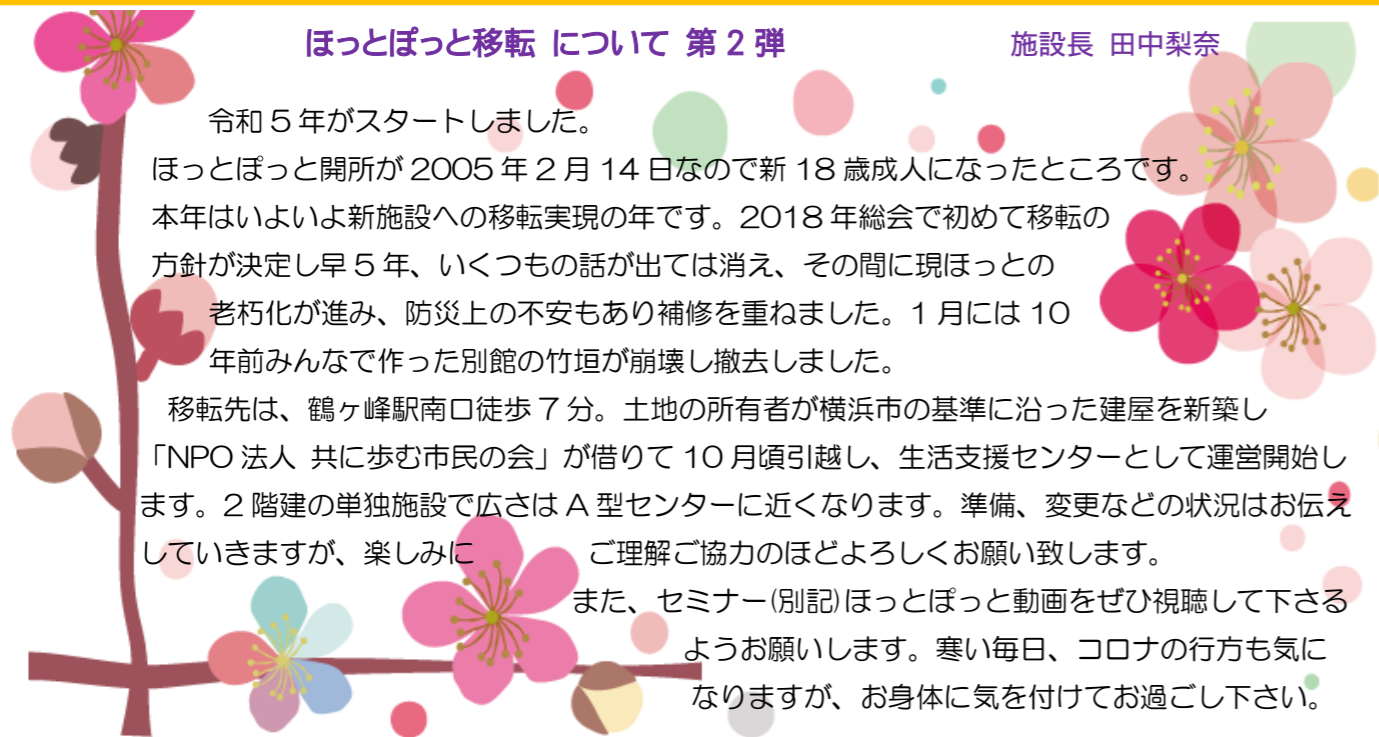 ほっとぽっと移転 について 第2弾 施設長 田中梨奈
令和5年がスタートしました。
ほっとぽっと開所が2005年2月14日なので新18歳成人になったところです。
本年はいよいよ新施設への移転実現の年です。2018年総会で初めて移転の
方針が決定し早5年、いくつもの話が出ては消え、その間に現ほっとの
老朽化が進み、防災上の不安もあり補修を重ねました。1月には10
年前みんなで作った別館の竹垣が崩壊し撤去しました。
移転先は、鶴ヶ峰駅南口徒歩7分。土地の所有者が横浜市の基準に沿った建屋を新築し
「NPO法人 共に歩む市民の会」が借りて10月頃引越し、生活支援センターとして運営開始し
ます。2階建の単独施設で広さはA型センターに近くなります。準備、変更などの状況はお伝え
していきますが、楽しみに ご理解ご協力のほどよろしくお願い致します。
また、セミナー(別記)ほっとぽっと動画をぜひ視聴して下さる
ようお願いします。寒い毎日、コロナの行方も気に
なりますが、お身体に気を付けてお過ごし下さい。